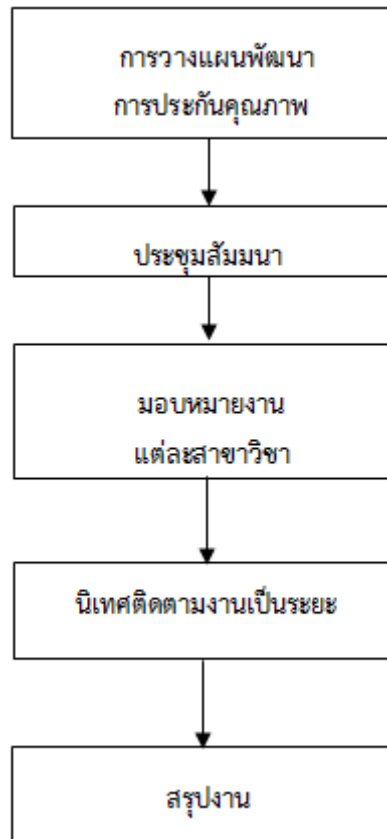 การวางแผนพัฒนา
การประกันคุณภาพ
ประชุมสัมมนา
มอบหมายงาน
แต่ละสาขาวิชา
นิเทศติดตามงานเป็นระยะ
สรุปงาน